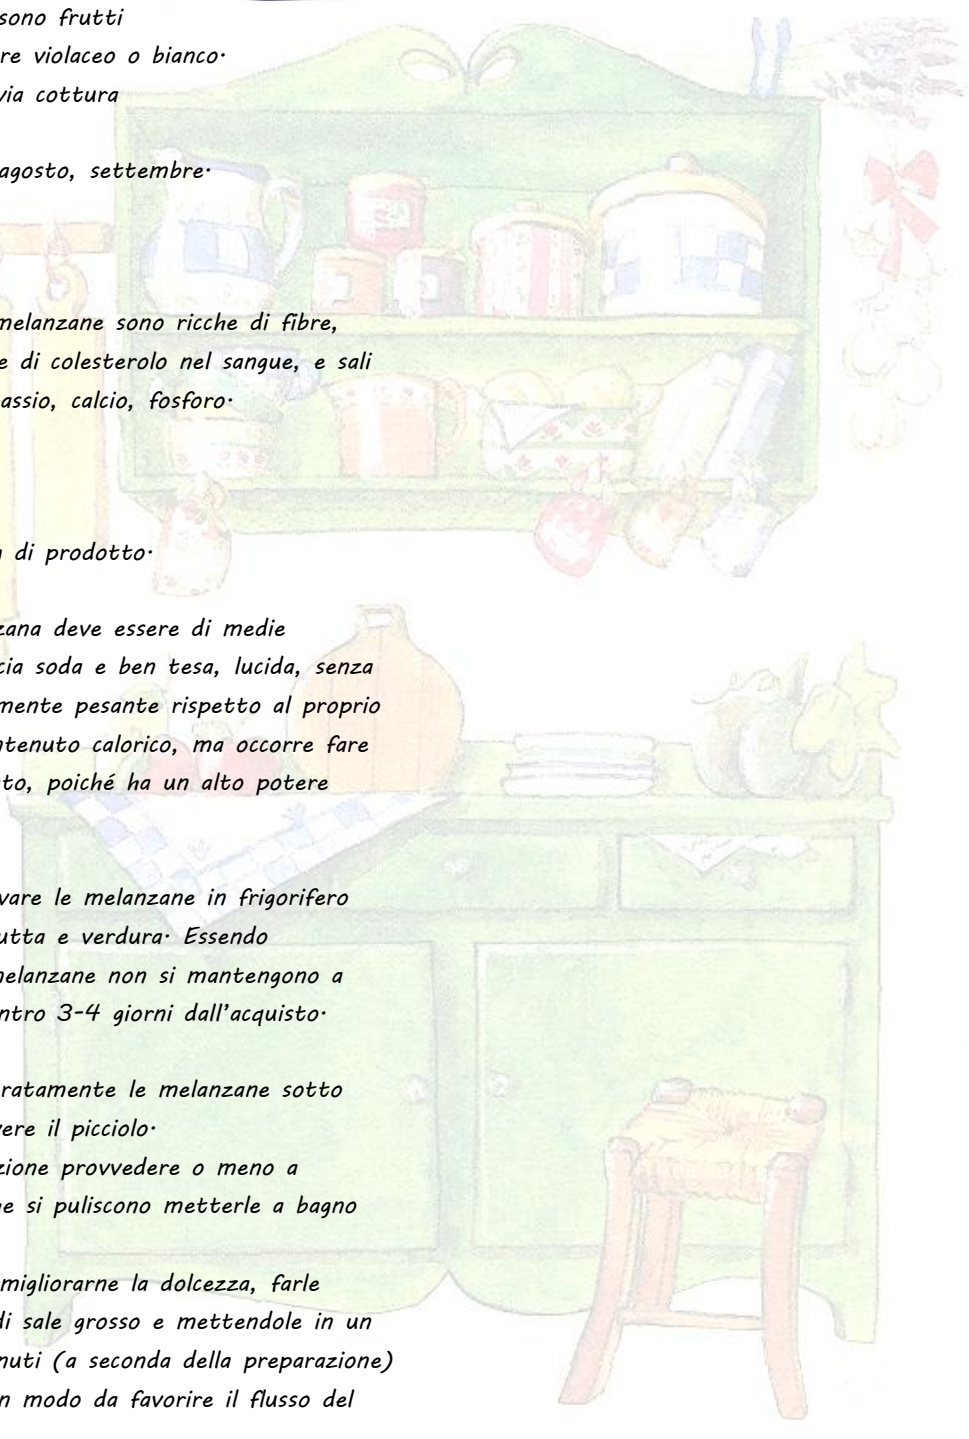 sono frutti
re violaceo o bianco.
via cottura
agosto, settembre.
melanzane sono ricche di fibre,
e di colesterolo nel sangue, e sali
assio, calcio, fosforo.
di prodotto.
zana deve essere di medie
cia soda e ben tesa, lucida, senza
mente pesante rispetto al proprio
ntenuto calorico, ma occorre fare
to, poiché ha un alto potere
vare le melanzane in frigorifero
utta e verdura. Essendo
melanzane non si mantengono a
ntro 3-4 giorni dall’acquisto.
ratamente le melanzane sotto
vere il picciolo.
zione provvedere o meno a
ne si puliscono metterle a bagno
migliorarne la dolcezza, farle
di sale grosso e mettendole in un
nuti (a seconda della preparazione)
n modo da favorire il flusso del